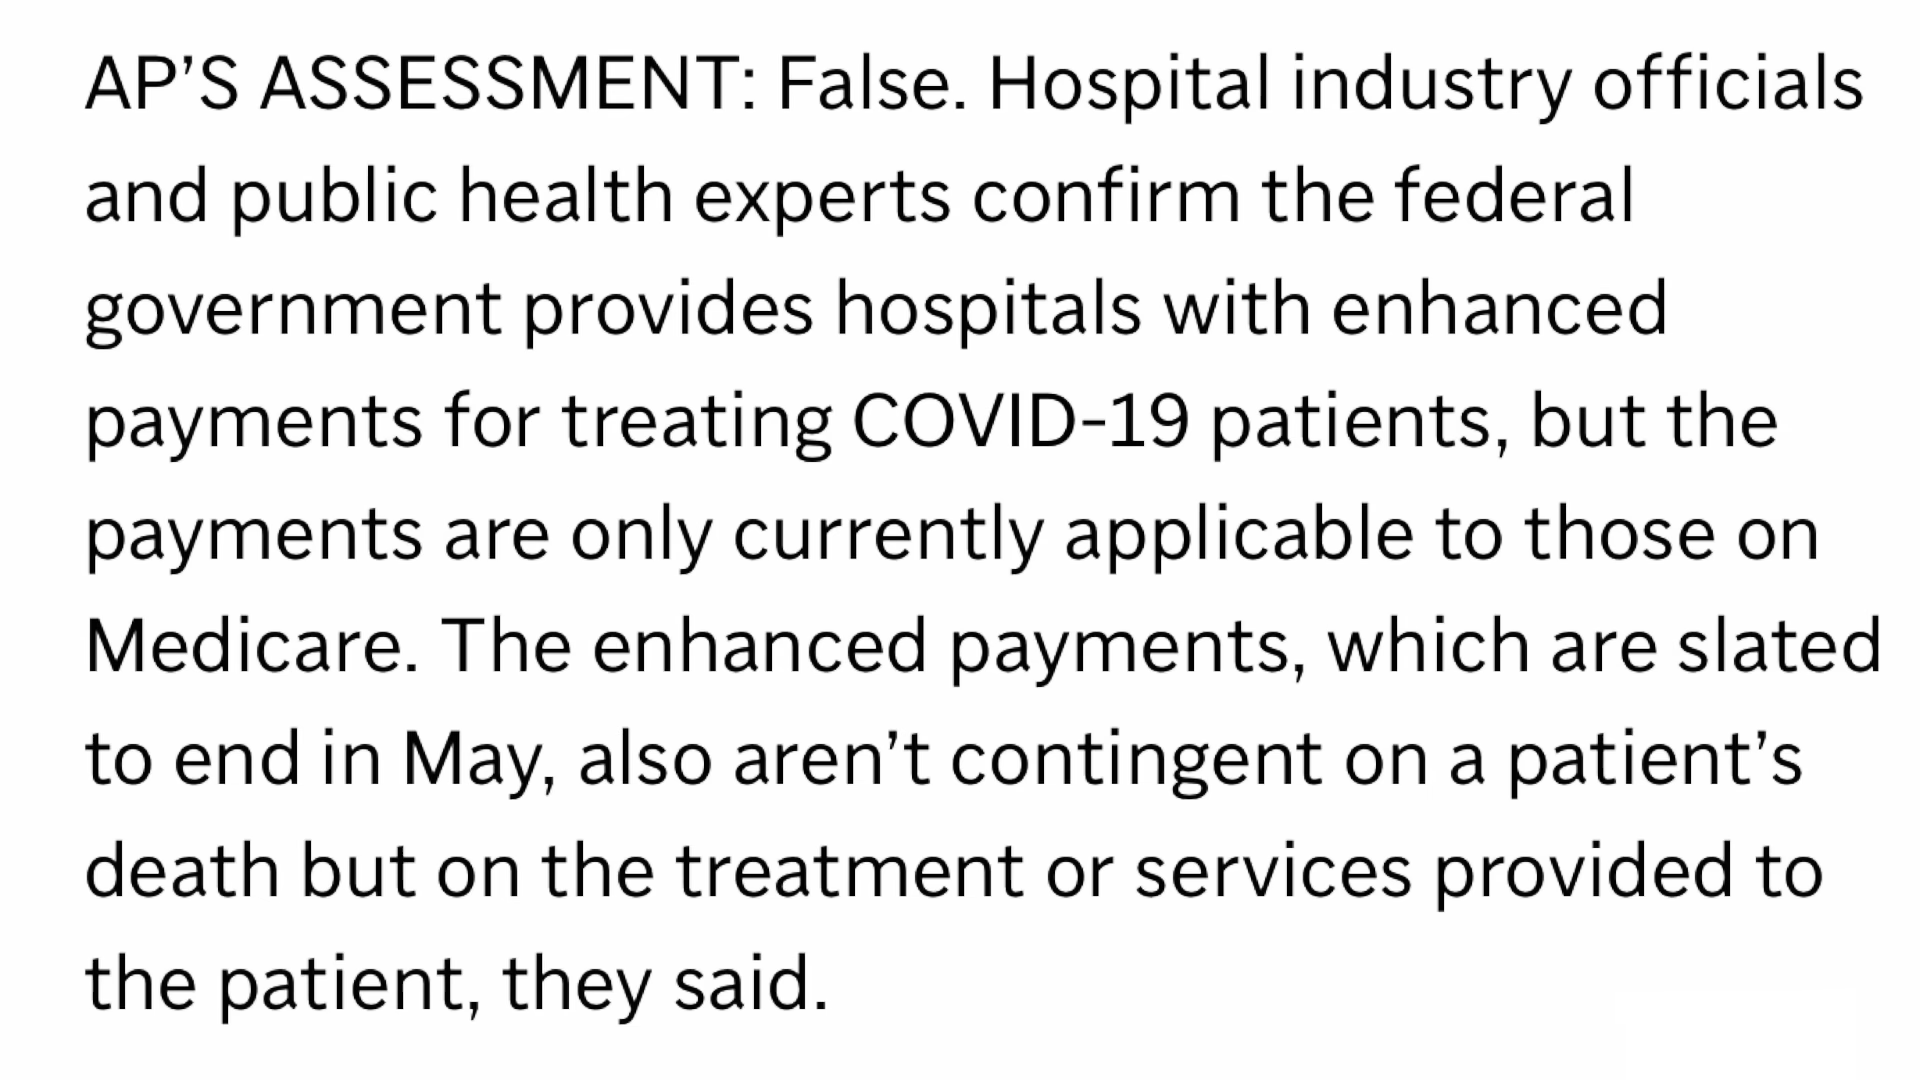 AP’S ASSESSMENT: False. Hospital industry officials
and public health experts confirm the federal
government provides hospitals with enhanced
payments for treating COVID-19 patients, but the
payments are only currently applicable to those on
Medicare. The enhanced payments, which are slated
to end in May, also aren’t contingent on a patient’s
death but on the treatment or services provided to
the patient, they said.